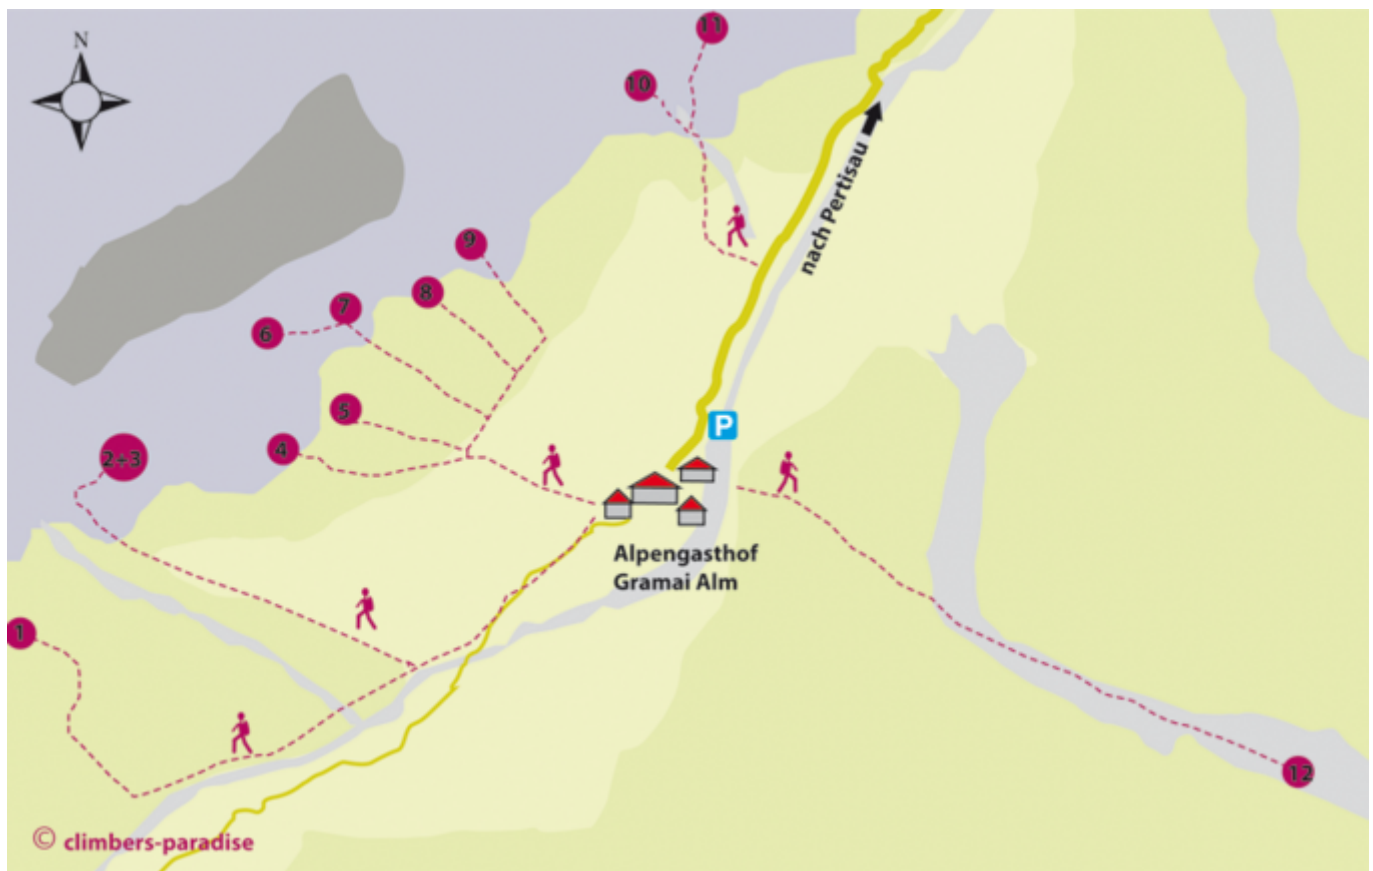 N
11
10
nach Pertisau
9
8
7
6
5
4
2+3
P
Alpengasthof
Gramai Alm
1
12
© climbers-paradise